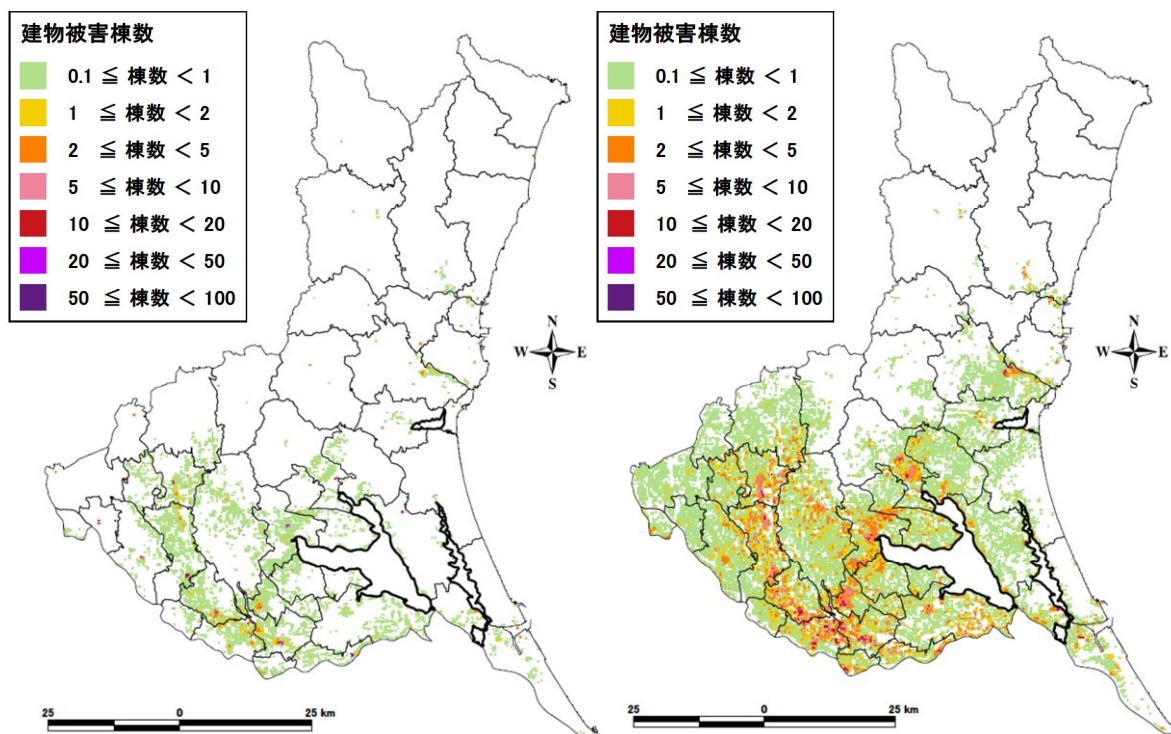 建物被害棟数
0.1 ≦ 棟数 < 1
1 ≦ 棟数 < 2
2 ≦ 棟数 < 5
5 ≦ 棟数 < 10
10 ≦ 棟数 < 20
20 ≦ 棟数 < 50
50 ≦ 棟数 < 100
N
W E
S
25 0 25 km
建物被害棟数
0.1 ≦ 棟数 < 1
1 ≦ 棟数 < 2
2 ≦ 棟数 < 5
5 ≦ 棟数 < 10
10 ≦ 棟数 < 20
20 ≦ 棟数 < 50
50 ≦ 棟数 < 100
N
W E
S
25 0 25 km